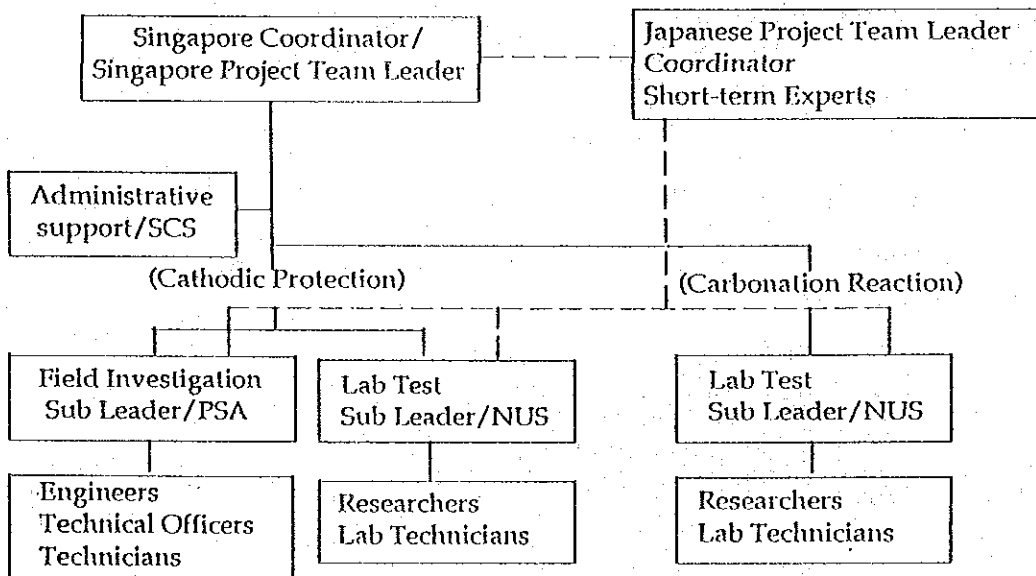 Singapore Coordinator/
Singapore Project Team Leader
Japanese Project Team Leader
Coordinator
Short-term Experts
Administrative
support/SCS
(Cathodic Protection)
(Carbonation Reaction)
Field Investigation
Sub Leader/PSA
Lab Test
Sub Leader/NUS
Lab Test
Sub Leader/NUS
Engineers
Technical Officers
Technicians
Researchers
Lab Technicians
Researchers
Lab Technicians